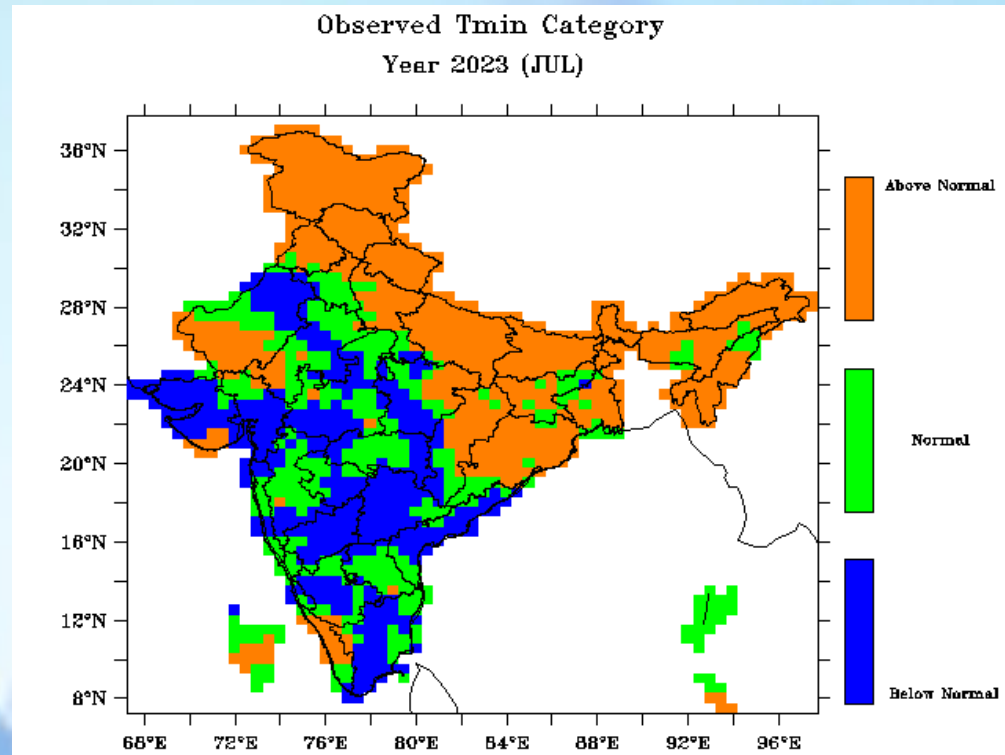 Observed Tmin Category
Year 2023 (JUL)
36°N
32°N
28°N
24°N
20°N
16°N
12°N
8°N
68°E 72°E 76°E 80°E 84°E 88°E 92°E 96°E
Above Normal
Normal
Below Normal